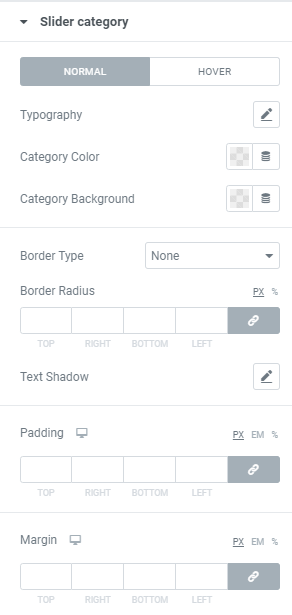 Slider category
NORMAL HOVER
Typography
Category Color
Category Background
Border Type None
Border Radius PX %
TOP RIGHT BOTTOM LEFT
Text Shadow
Padding PX EM %
TOP RIGHT BOTTOM LEFT
Margin PX EM %
TOP RIGHT BOTTOM LEFT